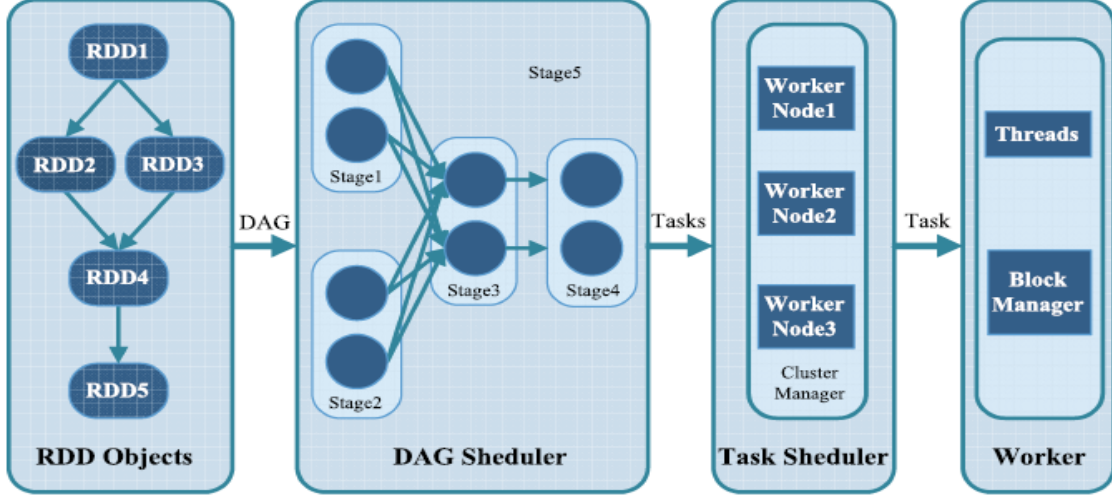 RDD1
RDD2
RDD3
RDD4
RDD5
RDD Objects
DAG
Stage5
Stage1
Stage3
Stage4
Stage2
DAG Sheduler
Tasks
Worker
Node1
Worker
Node2
Worker
Node3
Cluster
Manager
Task Sheduler
Task
Threads
Block
Manager
Worker